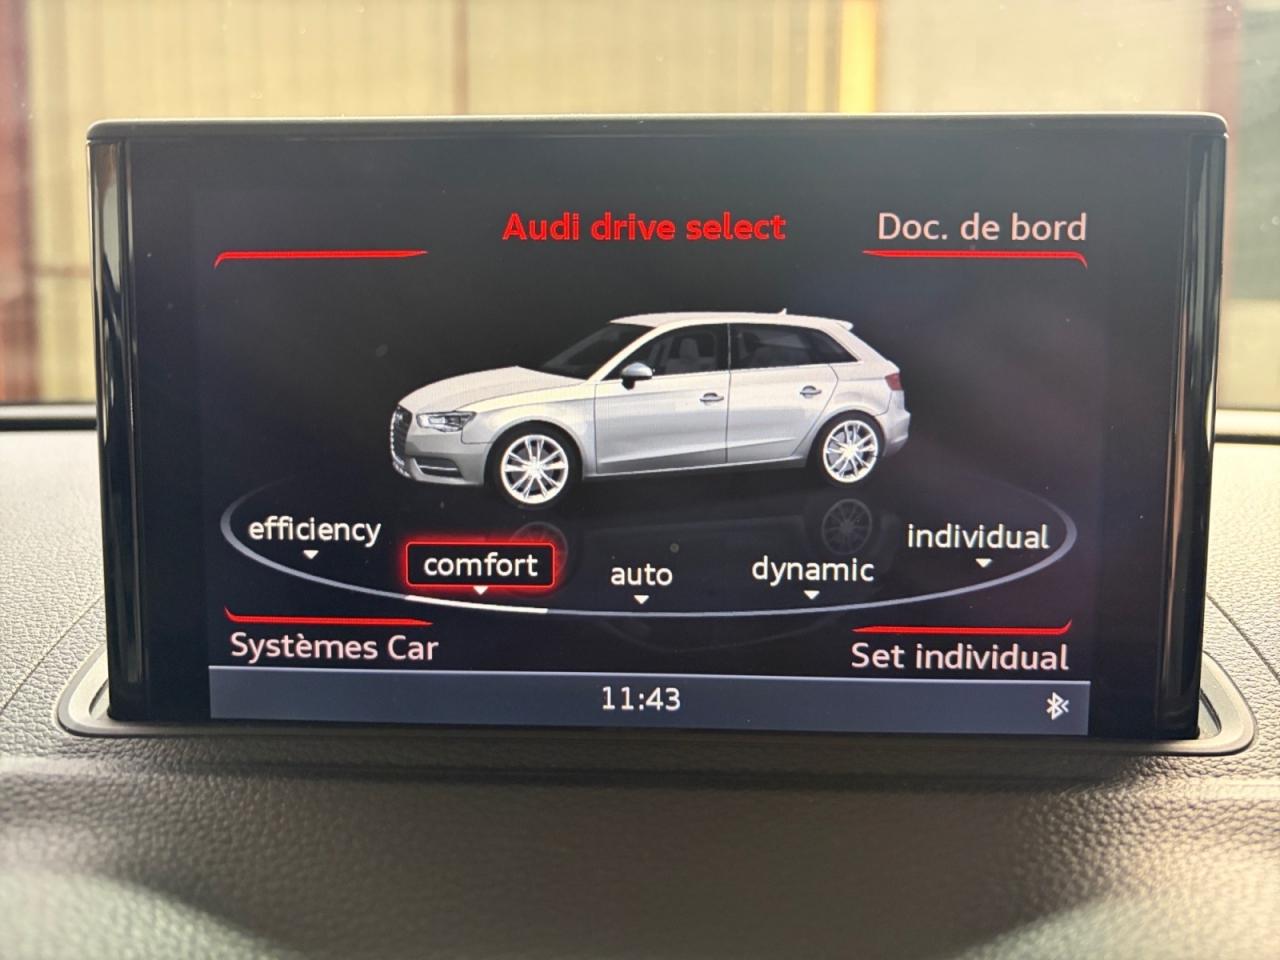 Audi drive select
Doc. de bord
efficiency
comfort
auto
dynamic
individual
Systèmes Car
Set individual
11:43